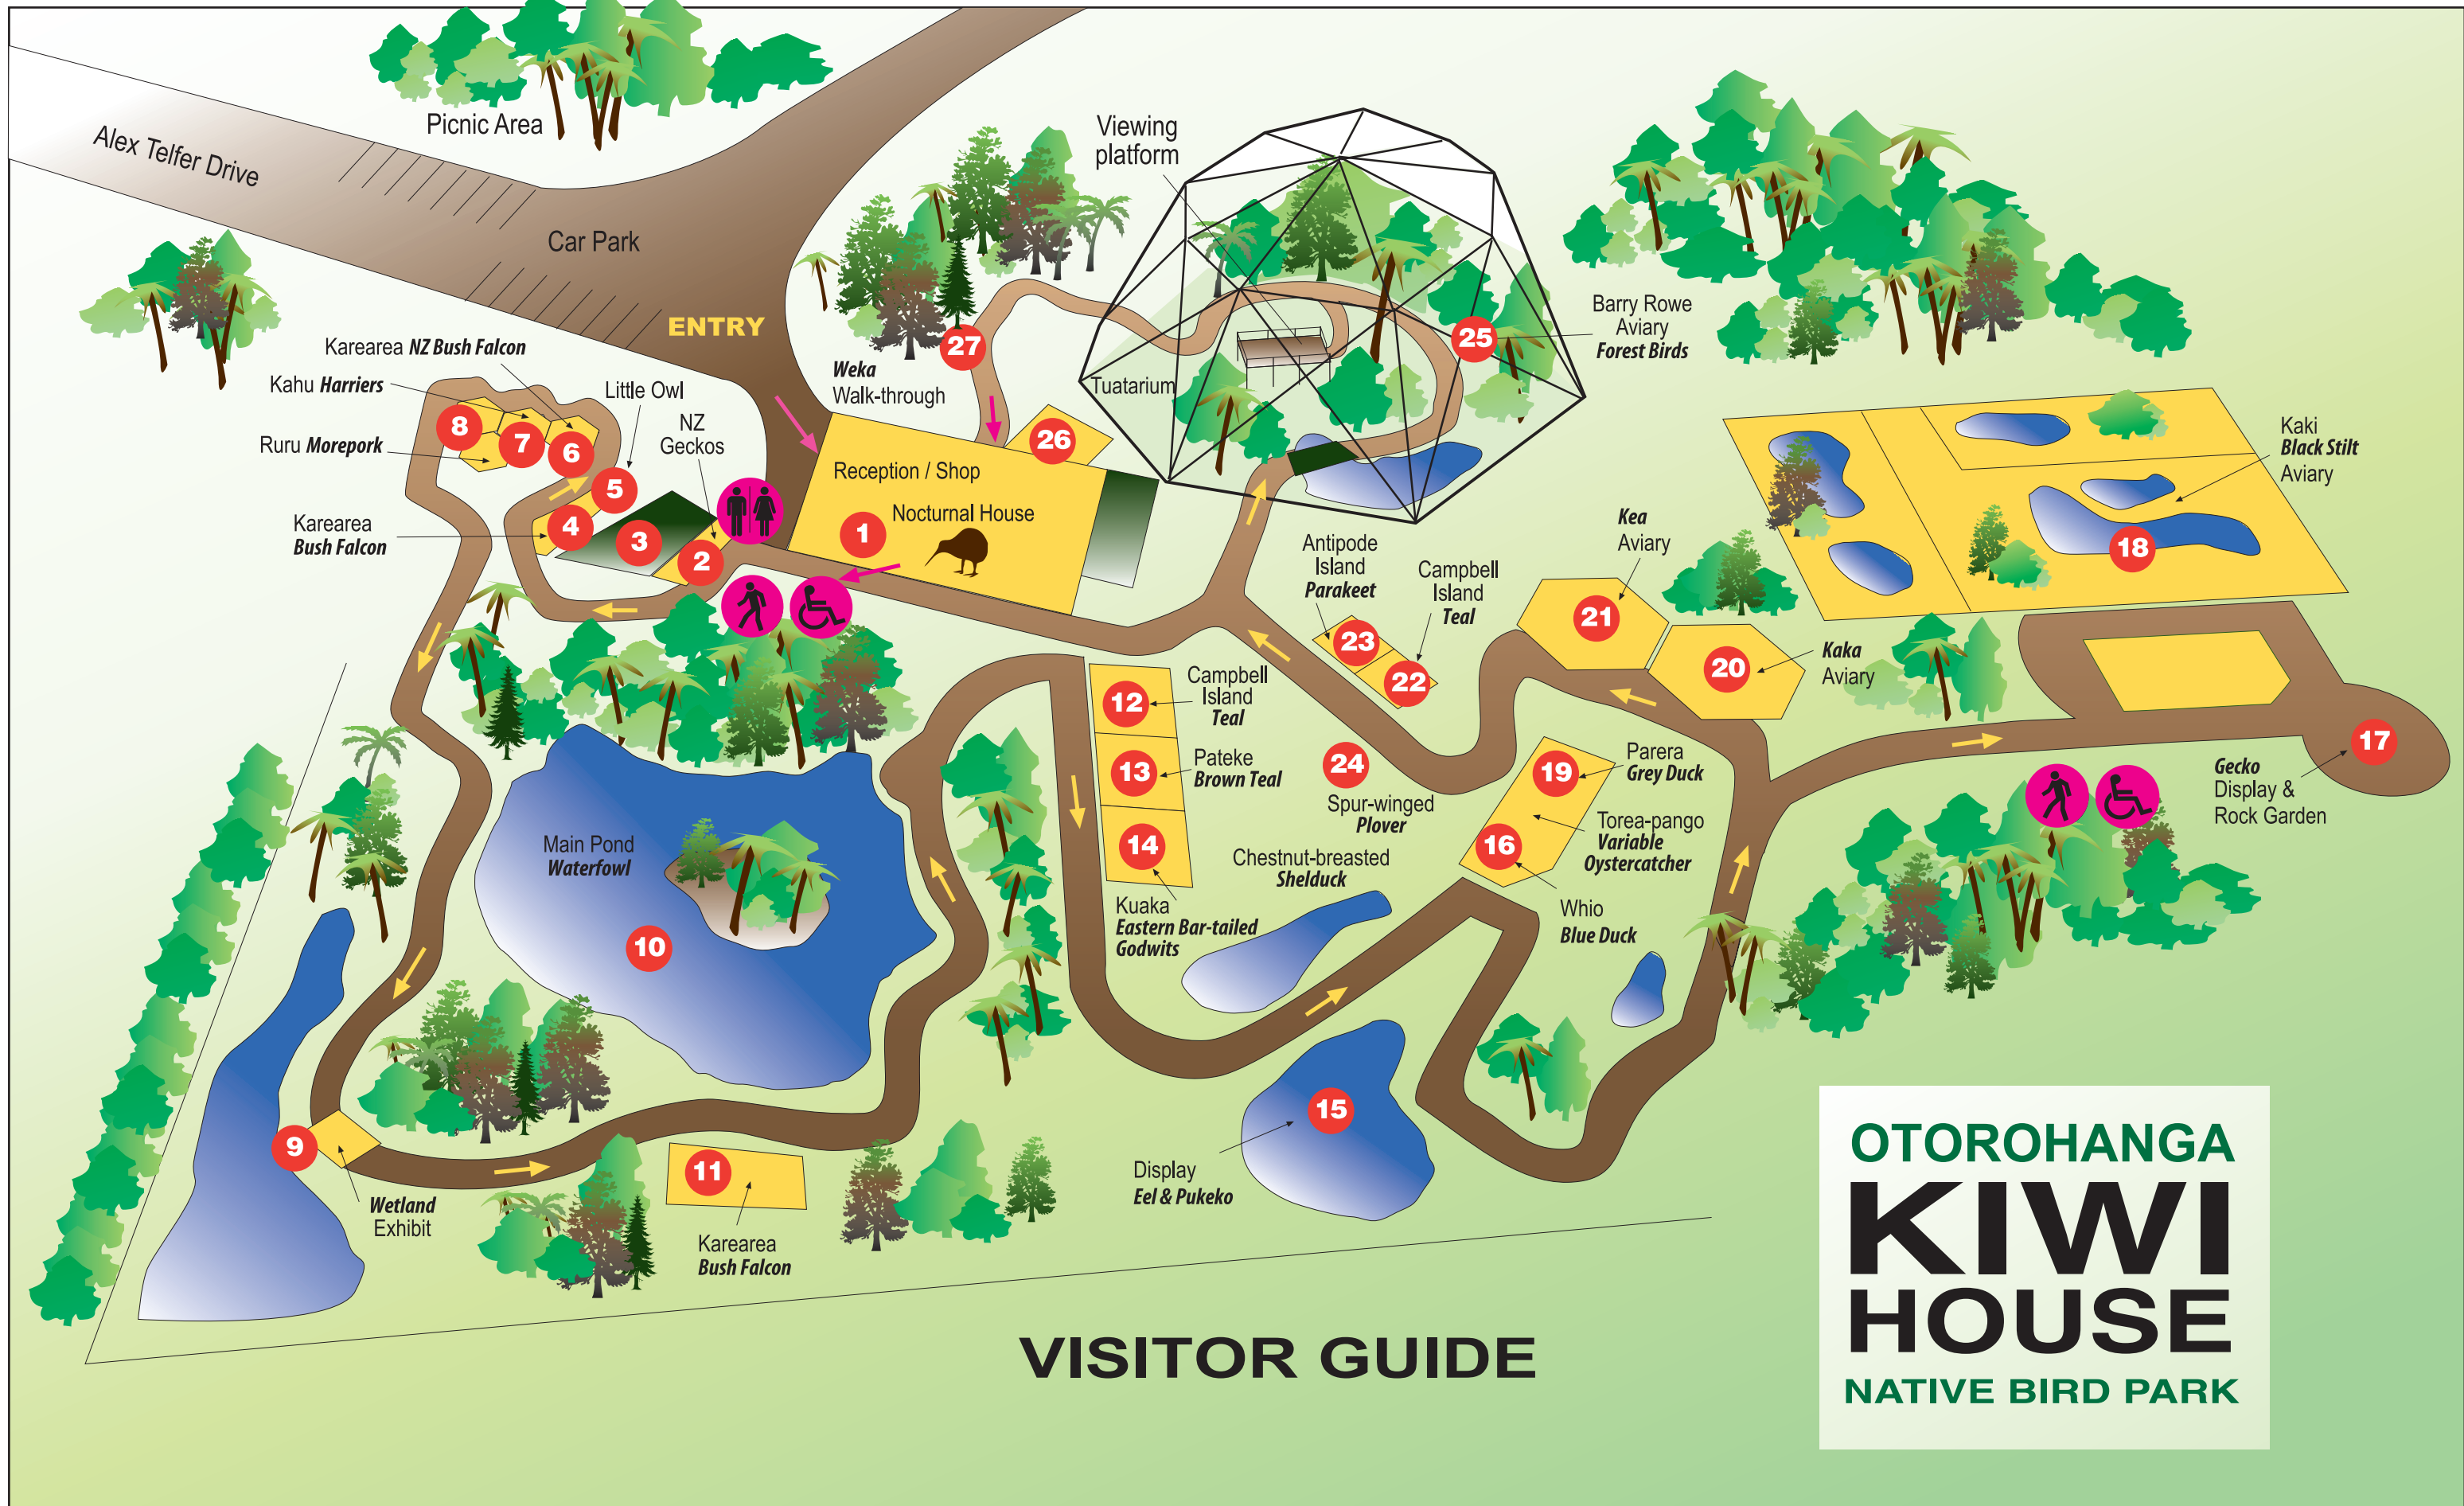 Picnic Area
Alex Telfer Drive
Car Park
ENTRY
Viewing
platform
Tuatarium
25
Barry Rowe
Aviary
Forest Birds
27
Weka
Walk-through
Karearea NZ Bush Falcon
Kahu Harriers
Ruru Morepork
Little Owl
NZ
Geckos
8
7
6
5
4
3
2
Karearea
Bush Falcon
Reception / Shop
26
1
Nocturnal House
Kaki
Black Stilt
Aviary
18
Antipode
Island
Parakeet
23
Campbell
Island
Teal
22
Kea
Aviary
21
20
Kaka
Aviary
17
Gecko
Display &
Rock Garden
12
Campbell
Island
Teal
13
Pateke
Brown Teal
14
Kuaka
Eastern Bar-tailed
Godwits
24
Spur-winged
Plover
Chestnut-breasted
Shelduck
19
Parera
Grey Duck
Torea-pango
Variable
Oystercatcher
16
Whio
Blue Duck
Main Pond
Waterfowl
10
9
Wetland
Exhibit
11
Karearea
Bush Falcon
15
Display
Eel & Pukeko
VISITOR GUIDE
OTOROHANGA
KIWI
HOUSE
NATIVE BIRD PARK